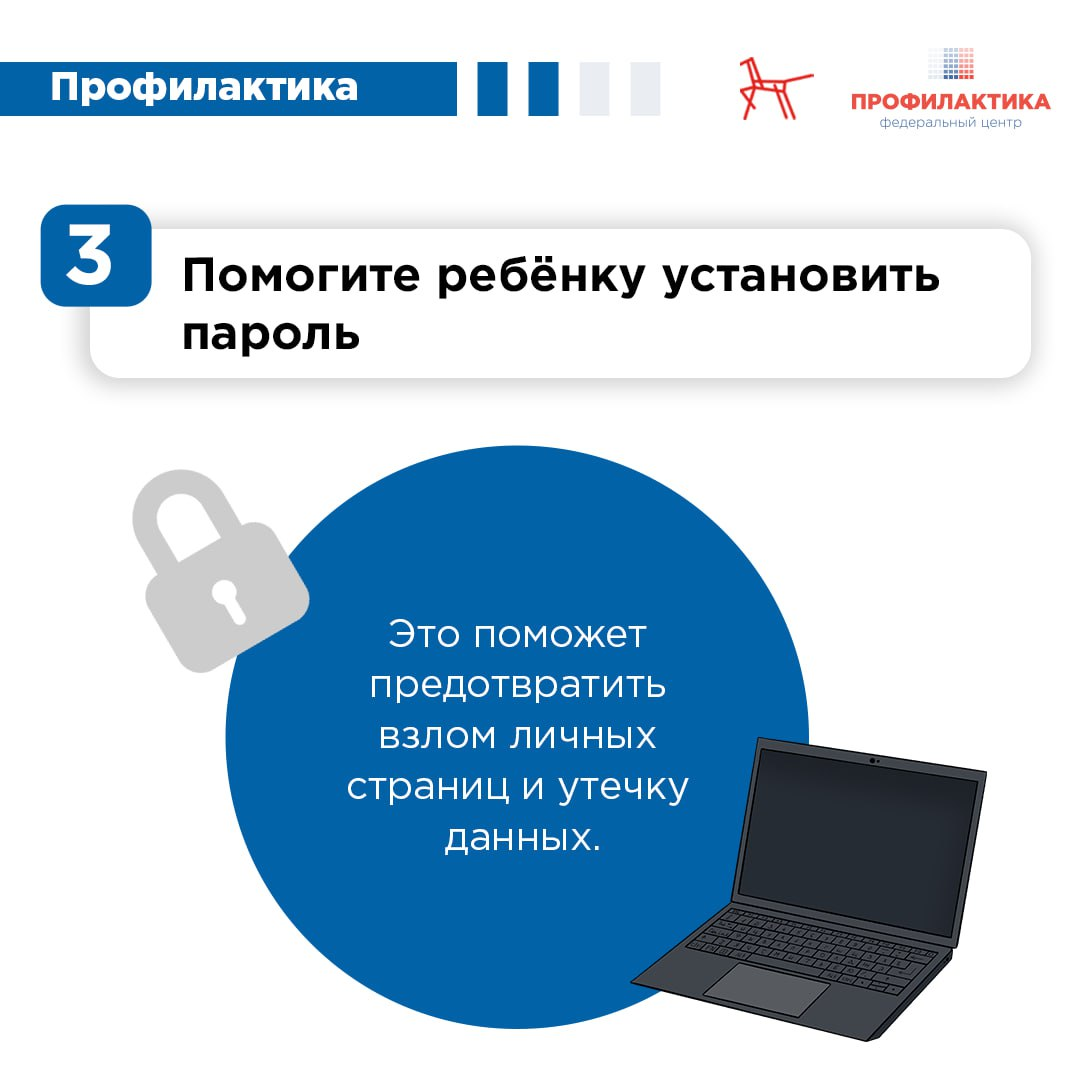 Профилактика
ПРОФИЛАКТИКА
федеральный центр
3
Помогите ребёнку установить
пароль
Это поможет
предотвратить
взлом личных
страниц и утечку
данных.